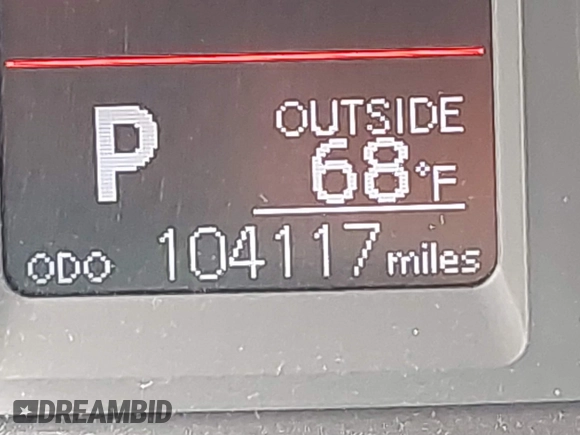 P
OUTSIDE
68°F
ODO 104117 miles
DREAMBID